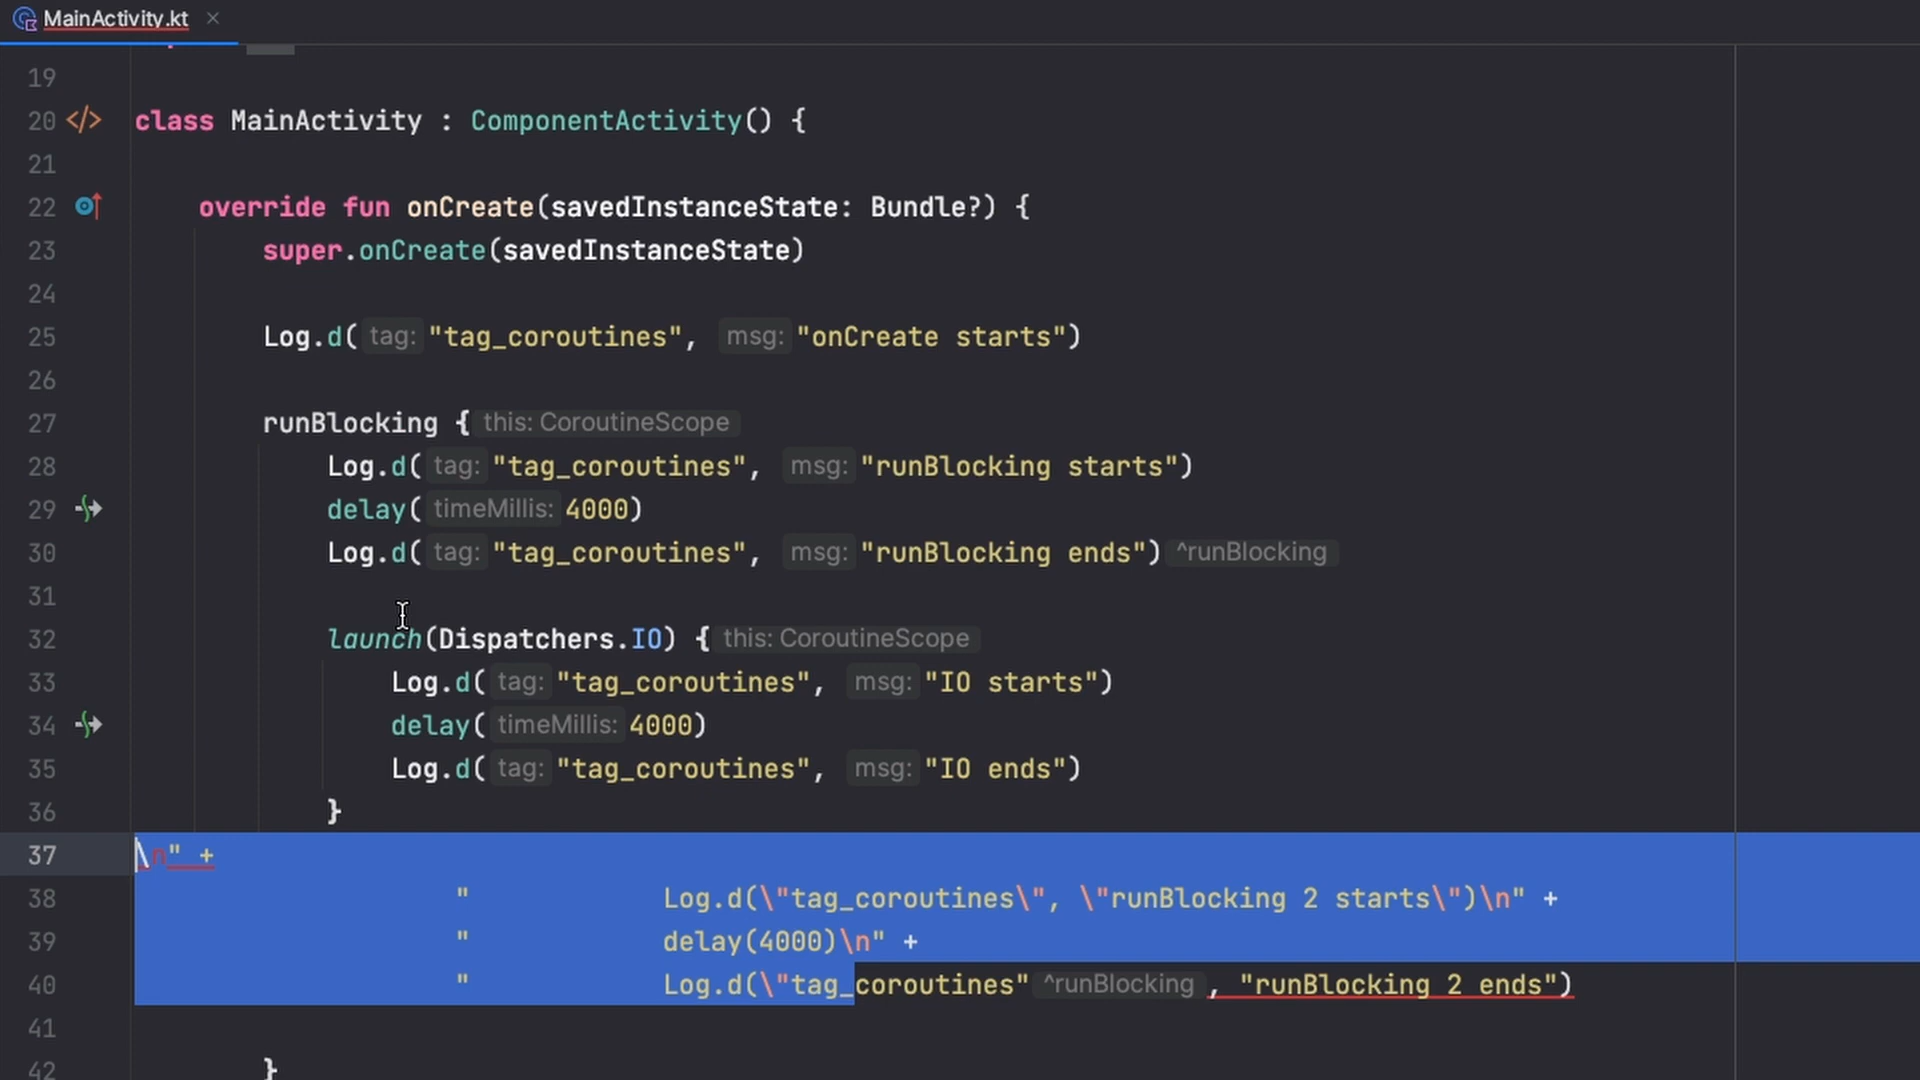 MainActivity.kt ×
19
20 </> class MainActivity : ComponentActivity() {
21
22 override fun onCreate(savedInstanceState: Bundle?) {
23 super.onCreate(savedInstanceState)
24
25 Log.d( tag: "tag_coroutines", msg: "onCreate starts")
26
27 runBlocking { this: CoroutineScope
28 Log.d( tag: "tag_coroutines", msg: "runBlocking starts")
29 delay( timeMillis: 4000)
30 Log.d( tag: "tag_coroutines", msg: "runBlocking ends") ^runBlocking
31
32 launch(Dispatchers.IO) { this: CoroutineScope
33 Log.d( tag: "tag_coroutines", msg: "IO starts")
34 delay( timeMillis: 4000)
35 Log.d( tag: "tag_coroutines", msg: "IO ends")
36 }
37 \n" +
38 " Log.d(\"tag_coroutines\", \"runBlocking 2 starts\")\n" +
39 " delay(4000)\n" +
40 " Log.d(\"tag_coroutines" ^runBlocking , "runBlocking 2 ends")
41
42 }